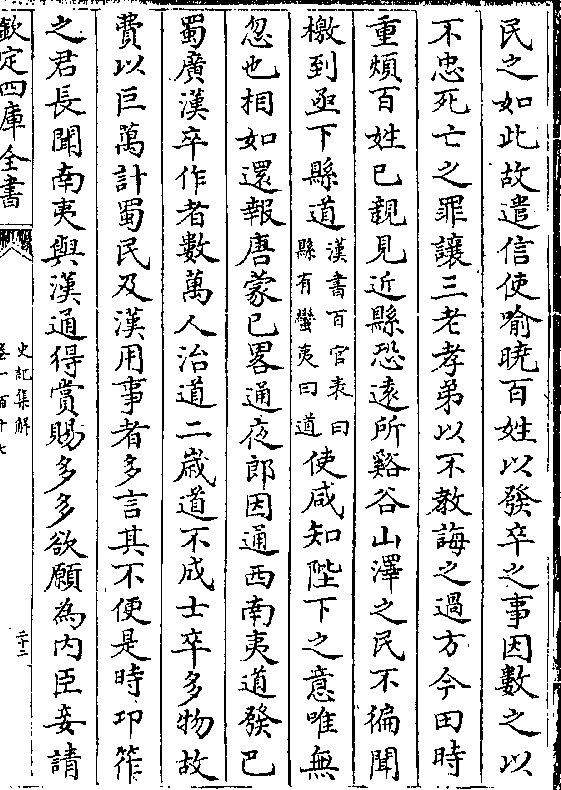 民之如此故遣信使喻曉百姓以發卒之事因數之以
不忠死亡之罪讓三老孝弟以不教誨之過方今田時
重煩百姓已親見近縣恐遠所谿谷山澤之民不徧聞
檄到亟下縣道漢書百官表曰縣有蠻夷曰道使咸知陛下之意唯無
忽也相如還報唐蒙已畧通夜郎因通西南夷道發巴
蜀廣漢卒作者數萬人治道二嵗道不成士卒多物故
費以巨萬計蜀民及漢用事者多言其不便是時邛筰
之君長聞南夷與漢通得賞賜多多欲願為内臣妾請
欽定四庫全書
史記集解
卷一百十七
二十二